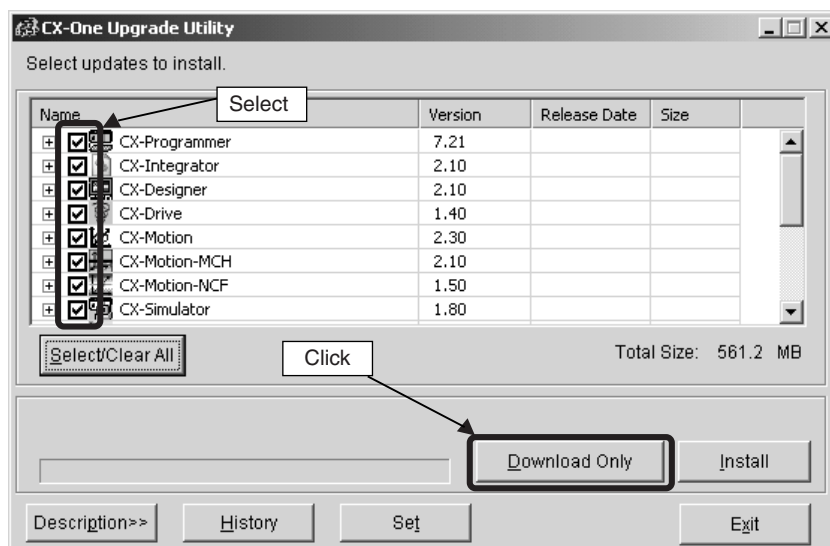 CX-One Upgrade Utility
Select updates to install.
Select
Name Version Release Date Size
CX-Programmer 7.21
CX-Integrator 2.10
CX-Designer 2.10
CX-Drive 1.40
CX-Motion 2.30
CX-Motion-MCH 2.10
CX-Motion-NCF 1.50
CX-Simulator 1.80
Select/Clear All
Click
Total Size: 561.2 MB
Download Only
Install
Description>>
History
Set
Exit